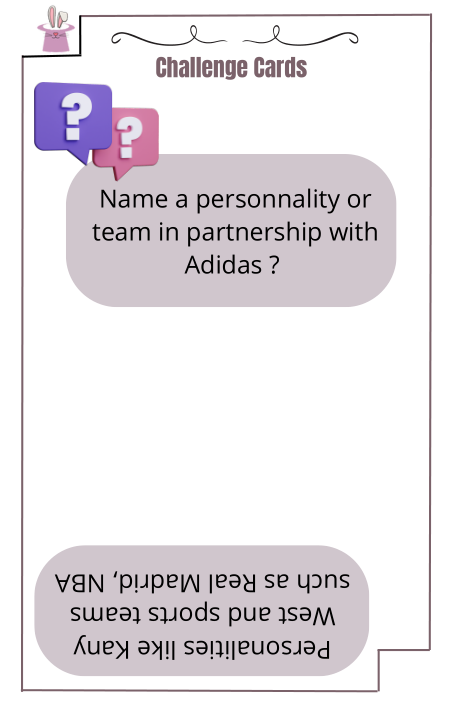 Challenge Cards
?
?
Name a personnality or
team in partnership with
Adidas ?
Personalities like Kany
West and sports teams
such as Real Madrid, NBA